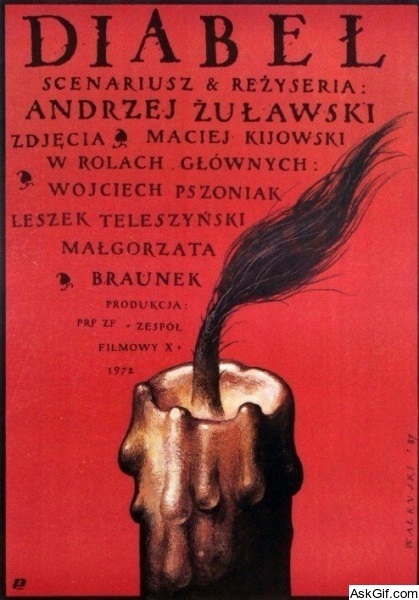 DIABEŁ
SCENARIUSZ & REŻYSERIA:
ANDRZEJ ŻUŁAWSKI
ZDJĘCIA MACIEJ KIJOWSKI
W ROLACH GŁÓWNYCH:
WOJCIECH PSZONIAK
LESZEK TELESZYŃSKI
MAŁGORZATA
BRAUNEK
PRODUKCJA:
PRF ZF - ZESPÓŁ
FILMOWY X
1972
WAŁKUSKI '87
AskGif.com